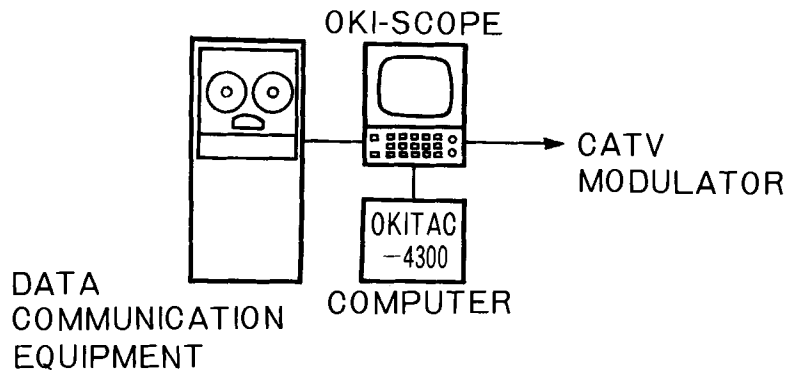 OKI-SCOPE
CATV
MODULATOR
OKITAC
-4300
COMPUTER
DATA
COMMUNICATION
EQUIPMENT